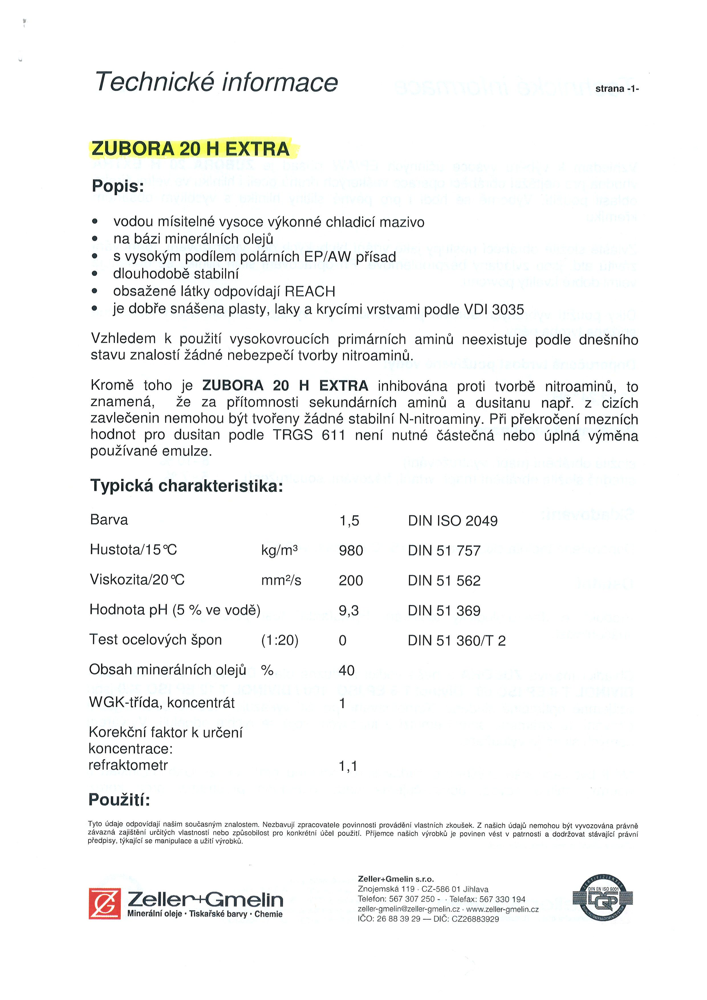 Technické informace
strana -1-
ZUBORA 20 H EXTRA
Popis:
• vodou mísitelné vysoce výkonné chladicí mazivo
• na bázi minerálních olejů
• s vysokým podílem polárních EP/AW přísad
• dlouhodobě stabilní
• obsažené látky odpovídají REACH
• je dobře snášena plasty, laky a krycími vrstvami podle VDI 3035
Vzhledem k použití vysokovroucích primárních aminů neexistuje podle dnešního
stavu znalostí žádné nebezpečí tvorby nitroaminů.
Kromě toho je ZUBORA 20 H EXTRA inhibována proti tvorbě nitroaminů, to
znamená, že za přítomnosti sekundárních aminů a dusitanu např. z cizích
zavlečenin nemohou být tvořeny žádné stabilní N-nitroaminy. Při překročení mezních
hodnot pro dusitan podle TRGS 611 není nutné částečná nebo úplná výměna
používané emulze.
Typická charakteristika:
Barva 1,5 DIN ISO 2049
Hustota/15°C kg/m³ 980 DIN 51 757
Viskozita/20°C mm²/s 200 DIN 51 562
Hodnota pH (5 % ve vodě) 9,3 DIN 51 369
Test ocelových špon (1:20) 0 DIN 51 360/T 2
Obsah minerálních olejů % 40
WGK-třída, koncentrát 1
Korekční faktor k určení
koncentrace:
refraktometr 1,1
Použití:
Tyto údaje odpovídají našim současným znalostem. Nezbavují zpracovatele povinnosti provádění vlastních zkoušek. Z našich údajů nemohou být vyvozována právně
závazná zajištění určitých vlastností nebo způsobilost pro konkrétní účel použití. Příjemce našich výrobků je povinen vést v patrnosti a dodržovat stávající právní
předpisy, týkající se manipulace a užití výrobků.
Zeller+Gmelin
Minerální oleje • Tiskařské barvy • Chemie
Zeller+Gmelin s.r.o.
Znojemská 119 · CZ-586 01 Jihlava
Telefon: 567 307 250 - · Telefax: 567 330 194
zeller-gmelin@zeller-gmelin.cz · www.zeller-gmelin.cz
IČO: 26 88 39 29 — DIČ: CZ26883929
ZERTIFIZIERTES
DIN EN ISO 9001
DQS
QUALITÄTSMANAGEMENTSYSTEM